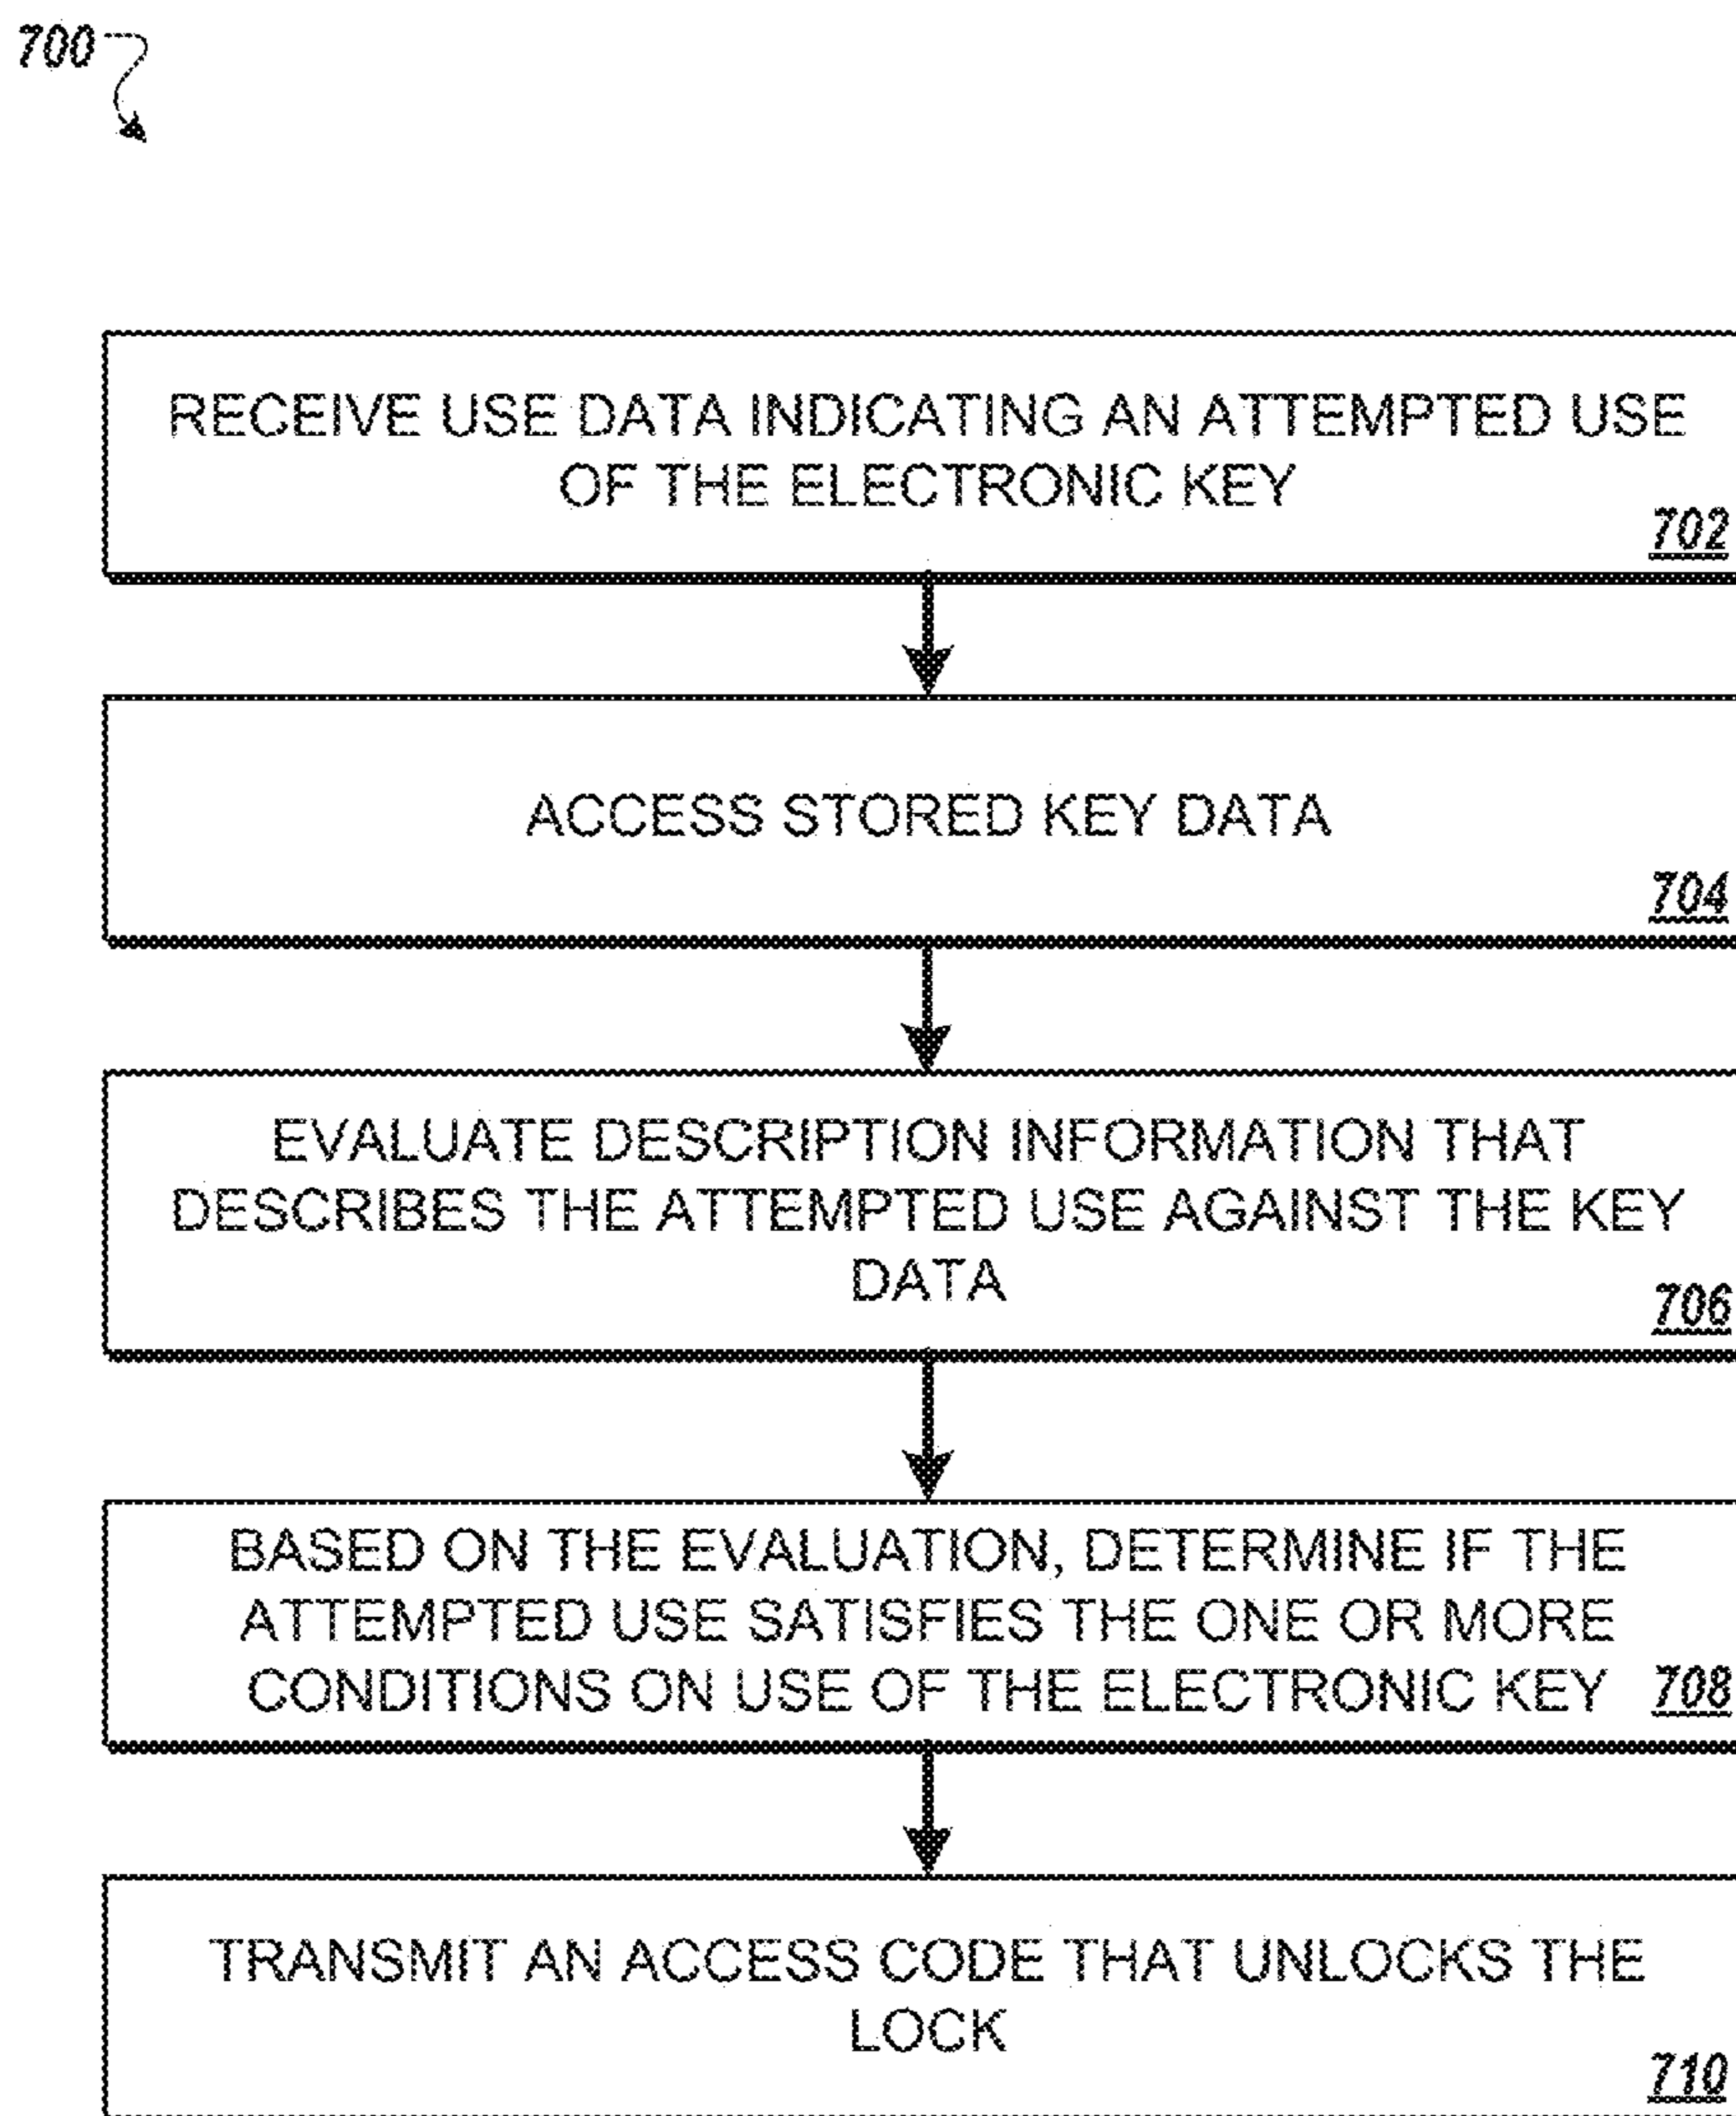 700
RECEIVE USE DATA INDICATING AN ATTEMPTED USE
OF THE ELECTRONIC KEY
702
ACCESS STORED KEY DATA
704
EVALUATE DESCRIPTION INFORMATION THAT
DESCRIBES THE ATTEMPTED USE AGAINST THE KEY
DATA
706
BASED ON THE EVALUATION, DETERMINE IF THE
ATTEMPTED USE SATISFIES THE ONE OR MORE
CONDITIONS ON USE OF THE ELECTRONIC KEY 708
TRANSMIT AN ACCESS CODE THAT UNLOCKS THE
LOCK
710